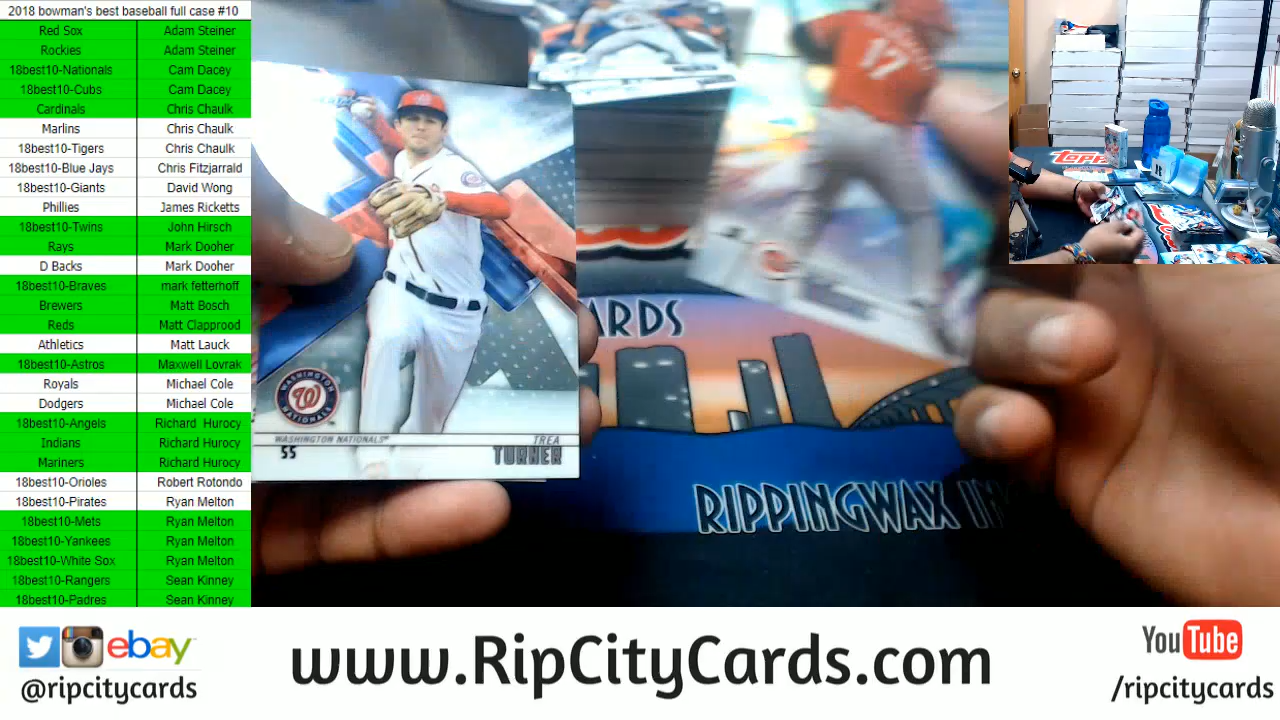 2018 bowman's best baseball full case #10
Red Sox Adam Steiner
Rockies Adam Steiner
18best10-Nationals Cam Dacey
18best10-Cubs Cam Dacey
Cardinals Chris Chaulk
Marlins Chris Chaulk
18best10-Tigers Chris Chaulk
18best10-Blue Jays Chris Fitzjarrald
18best10-Giants David Wong
Phillies James Ricketts
18best10-Twins John Hirsch
Rays Mark Dooher
D Backs Mark Dooher
18best10-Braves mark fetterhoff
Brewers Matt Bosch
Reds Matt Clapprood
Athletics Matt Lauck
18best10-Astros Maxwell Lovrak
Royals Michael Cole
Dodgers Michael Cole
18best10-Angels Richard Hurocy
Indians Richard Hurocy
Mariners Richard Hurocy
18best10-Orioles Robert Rotondo
18best10-Pirates Ryan Melton
18best10-Mets Ryan Melton
18best10-Yankees Ryan Melton
18best10-White Sox Ryan Melton
18best10-Rangers Sean Kinney
18best10-Padres Sean Kinney
17
WASHINGTON NATIONALS
W
WASHINGTON NATIONALS
55
TREA
TURNER
ARDS
RIPPINGWAX IN
Topps
ebay
@ripcitycards
www.RipCityCards.com
YouTube
/ripcitycards